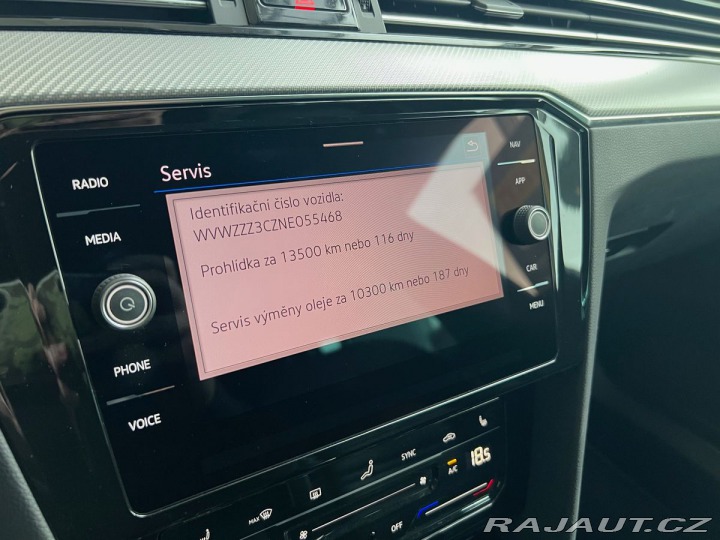 NAV
Servis
RADIO
APP
Identifikační číslo vozidla:
WVWZZZ3CZNE055468
MEDIA
Prohlídka za 13500 km nebo 116 dny
CAR
Servis výměny oleje za 10300 km nebo 187 dny
MENU
PHONE
VOICE
SYNC
18.5
A/C
MAX
OFF
RAJAUT.CZ